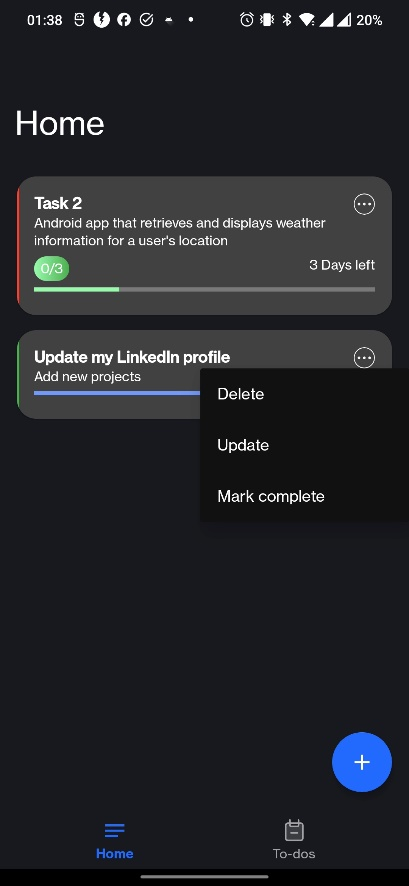 01:38
20%
Home
Task 2
Android app that retrieves and displays weather
information for a user's location
0/3
3 Days left
Update my LinkedIn profile
Add new projects
Delete
Update
Mark complete
Home
To-dos